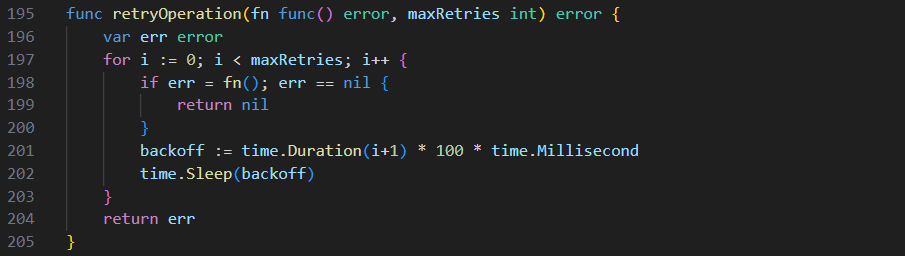 195 func retryOperation(fn func() error, maxRetries int) error {
196     var err error
197     for i := 0; i < maxRetries; i++ {
198         if err = fn(); err == nil {
199             return nil
200         }
201         backoff := time.Duration(i+1) * 100 * time.Millisecond
202         time.Sleep(backoff)
203     }
204     return err
205 }